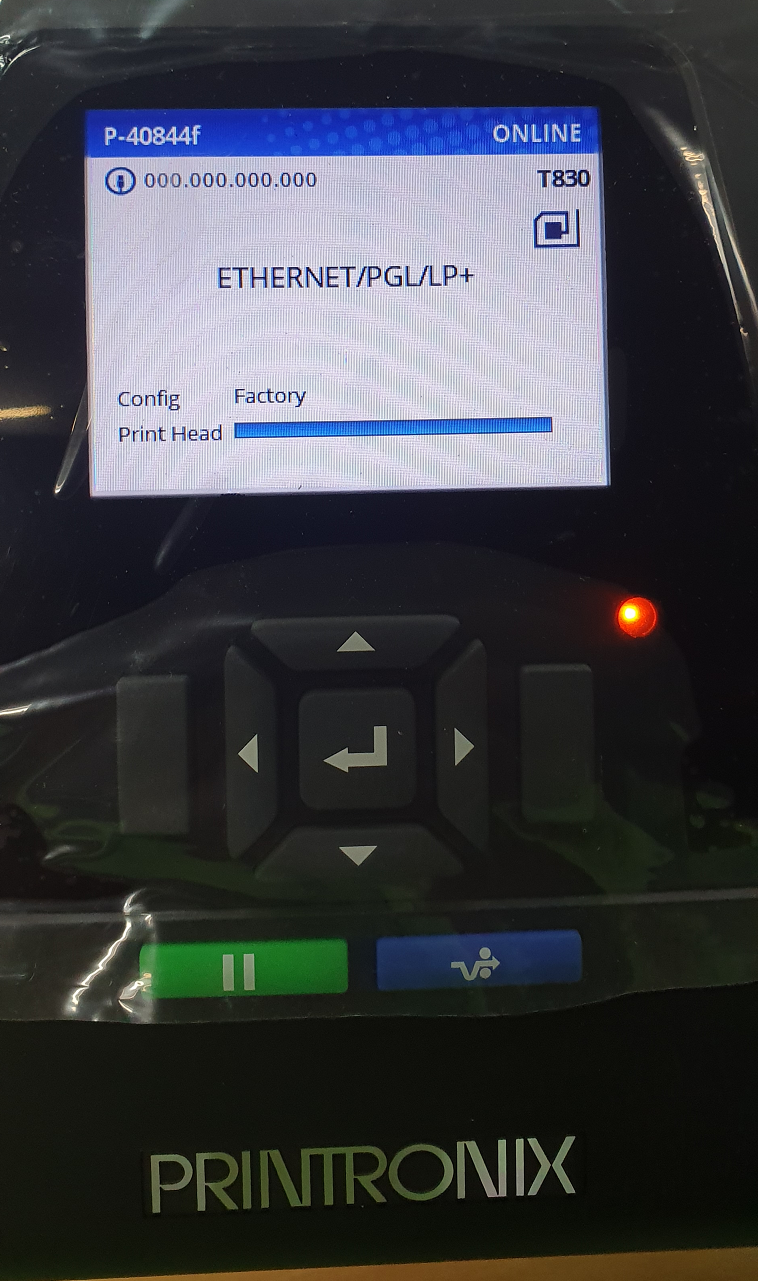 P-40844f ONLINE
000.000.000.000 T830
ETHERNET/PGL/LP+
Config Factory
Print Head
PRINTRONIX